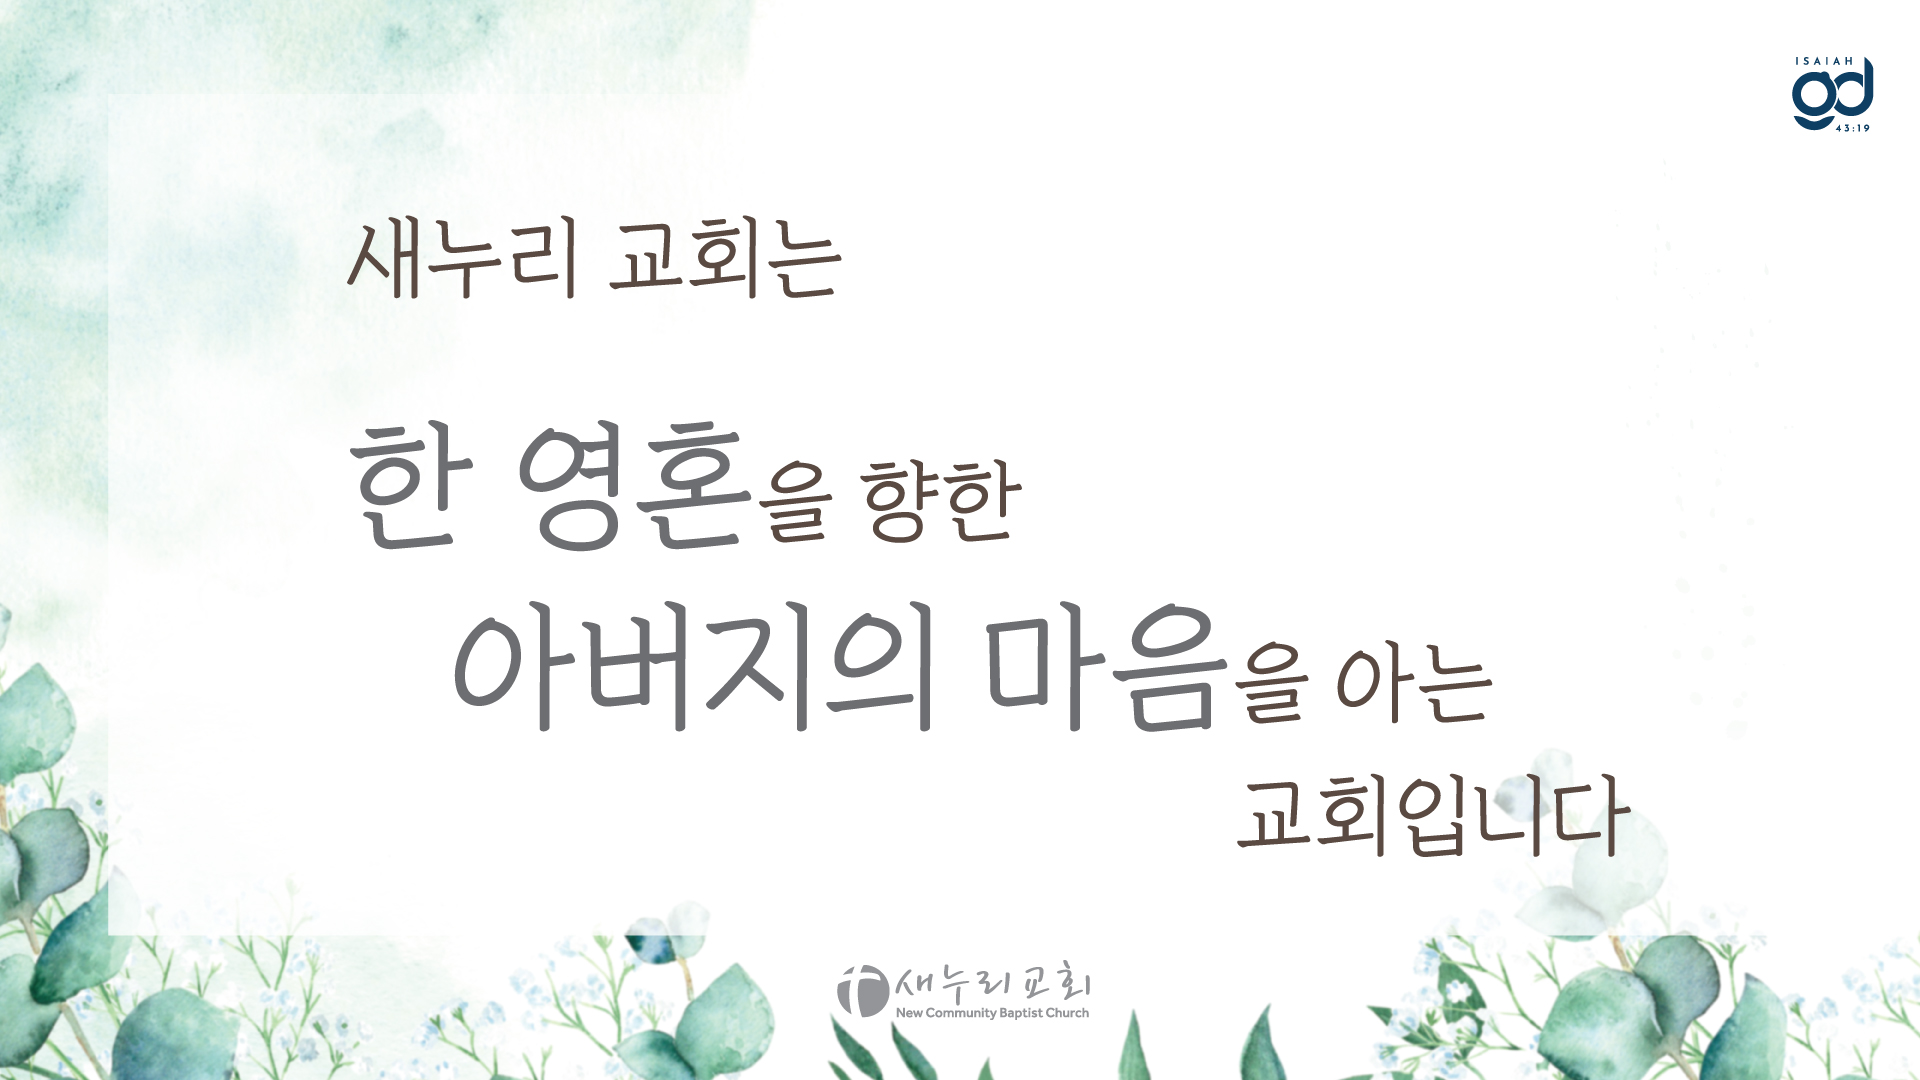 ISAIAH
gd
43:19
새누리 교회는
한 영혼을 향한
아버지의 마음을 아는
교회입니다
새누리교회
New Community Baptist Church